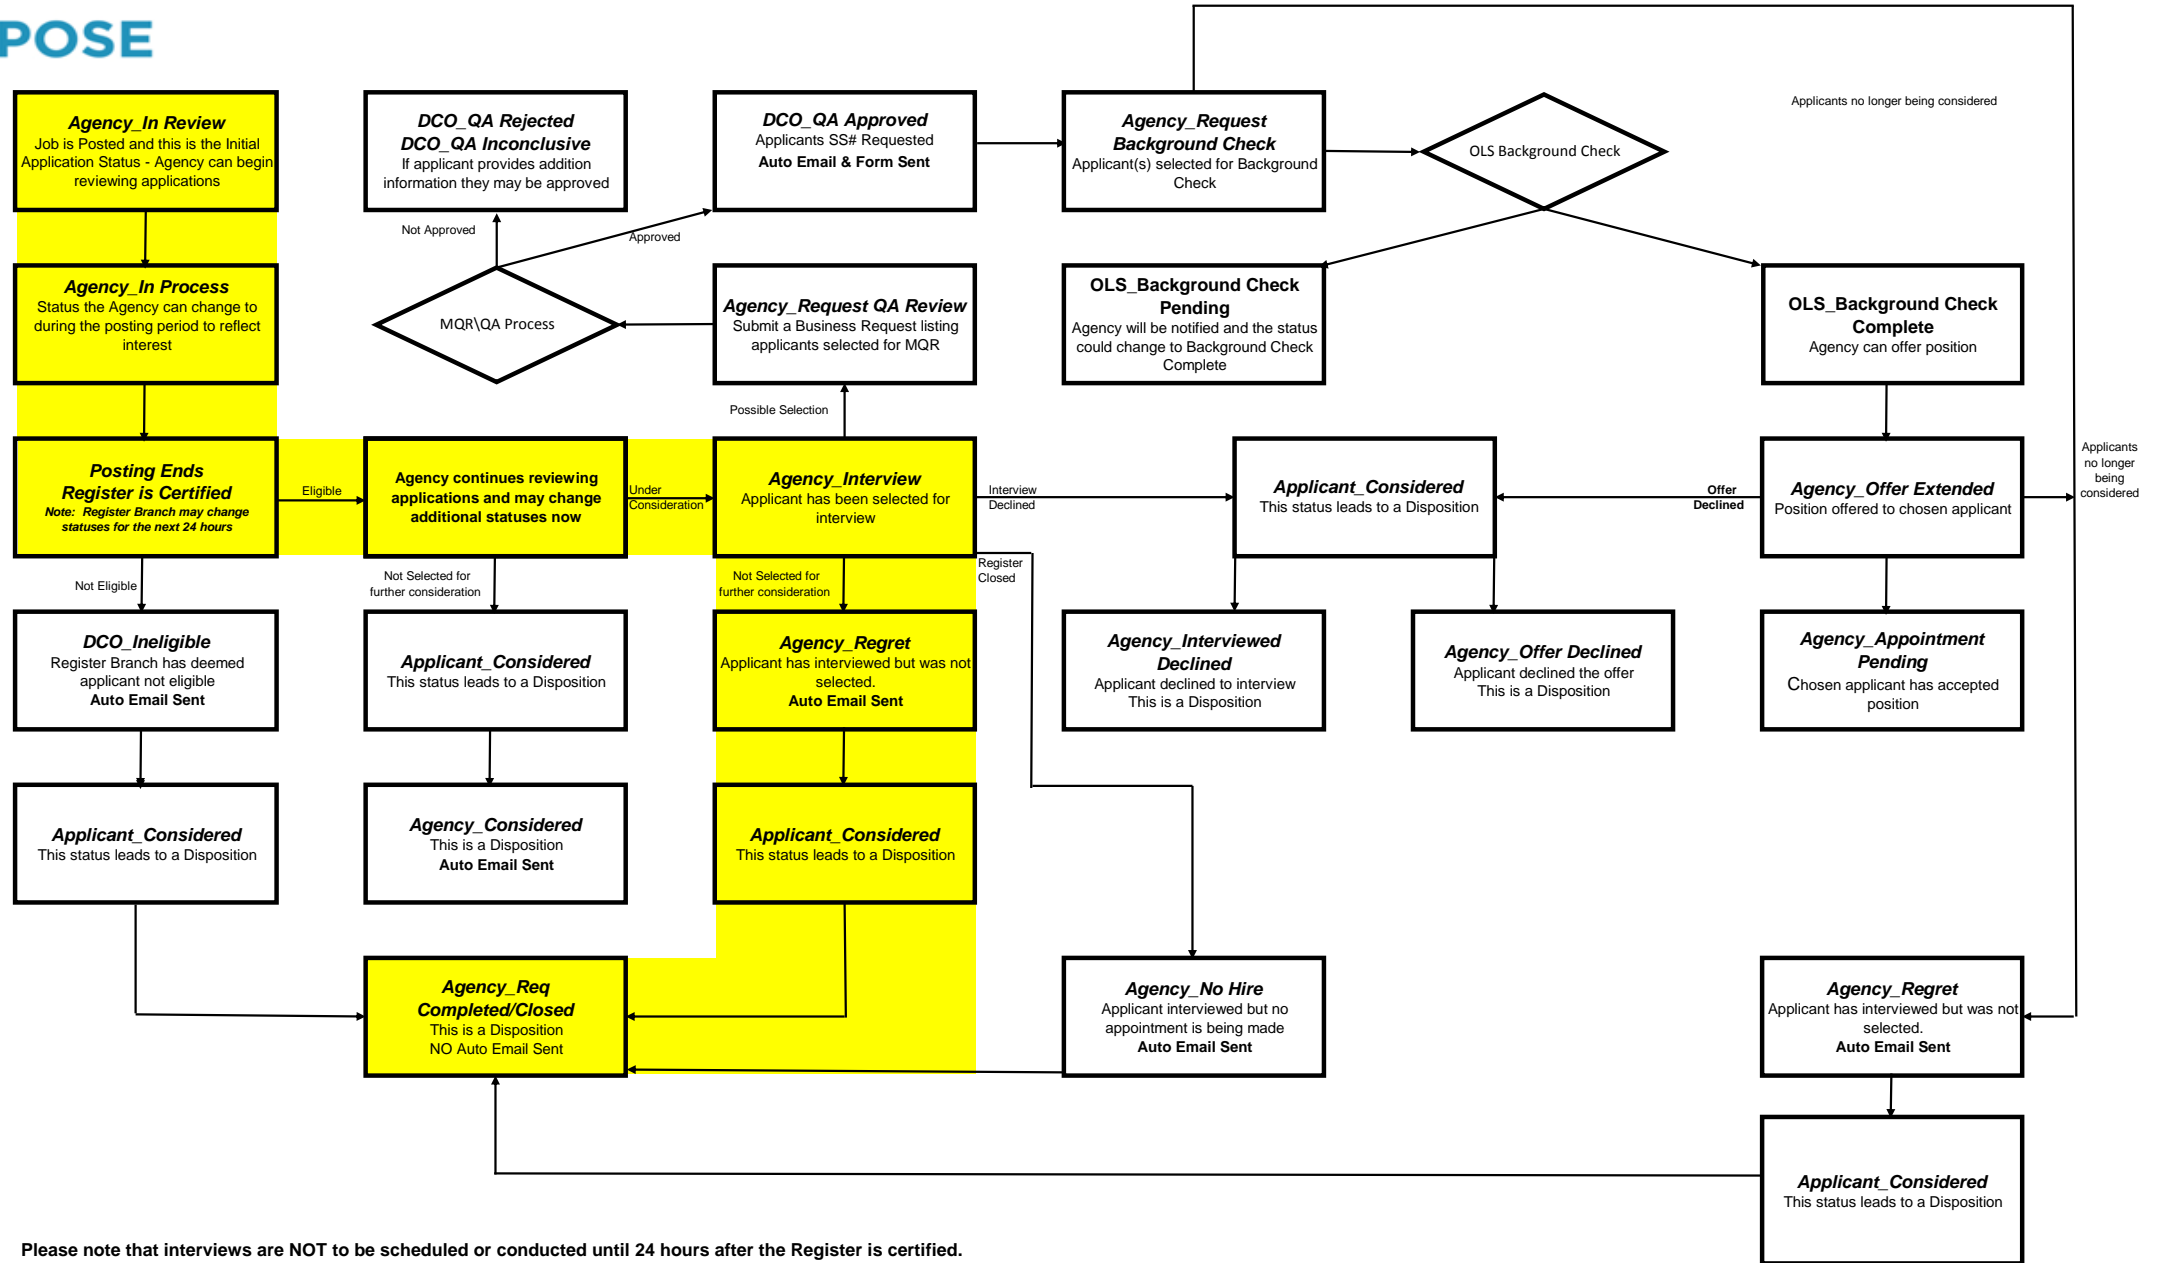 POSE
Agency_In Review
Job is Posted and this is the Initial
Application Status - Agency can begin
reviewing applications
DCO_QA Rejected
DCO_QA Inconclusive
If applicant provides addition
information they may be approved
DCO_QA Approved
Applicants SS# Requested
Auto Email & Form Sent
Agency_Request
Background Check
Applicant(s) selected for Background
Check
OLS Background Check
Applicants no longer being considered
Not Approved
Approved
Agency_In Process
Status the Agency can change to
during the posting period to reflect
interest
MQR\QA Process
Agency_Request QA Review
Submit a Business Request listing
applicants selected for MQR
OLS_Background Check
Pending
Agency will be notified and the status
could change to Background Check
Complete
OLS_Background Check
Complete
Agency can offer position
Possible Selection
Posting Ends
Register is Certified
Note: Register Branch may change
statuses for the next 24 hours
Eligible
Agency continues reviewing
applications and may change
additional statuses now
Under
Consideration
Agency_Interview
Applicant has been selected for
interview
Interview
Declined
Applicant_Considered
This status leads to a Disposition
Offer
Declined
Agency_Offer Extended
Position offered to chosen applicant
Applicants
no longer
being
considered
Not Eligible
Not Selected for
further consideration
Not Selected for
further consideration
Register
Closed
DCO_Ineligible
Register Branch has deemed
applicant not eligible
Auto Email Sent
Applicant_Considered
This status leads to a Disposition
Agency_Regret
Applicant has interviewed but was not
selected.
Auto Email Sent
Agency_Interviewed
Declined
Applicant declined to interview
This is a Disposition
Agency_Offer Declined
Applicant declined the offer
This is a Disposition
Agency_Appointment
Pending
Chosen applicant has accepted
position
Applicant_Considered
This status leads to a Disposition
Agency_Considered
This is a Disposition
Auto Email Sent
Applicant_Considered
This status leads to a Disposition
Agency_Req
Completed/Closed
This is a Disposition
NO Auto Email Sent
Agency_No Hire
Applicant interviewed but no
appointment is being made
Auto Email Sent
Agency_Regret
Applicant has interviewed but was not
selected.
Auto Email Sent
Applicant_Considered
This status leads to a Disposition
Please note that interviews are NOT to be scheduled or conducted until 24 hours after the Register is certified.